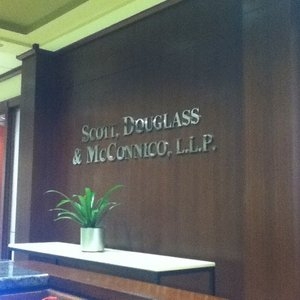 SCOTT, DOUGLASS
& MCCONNICO, L.L.P.